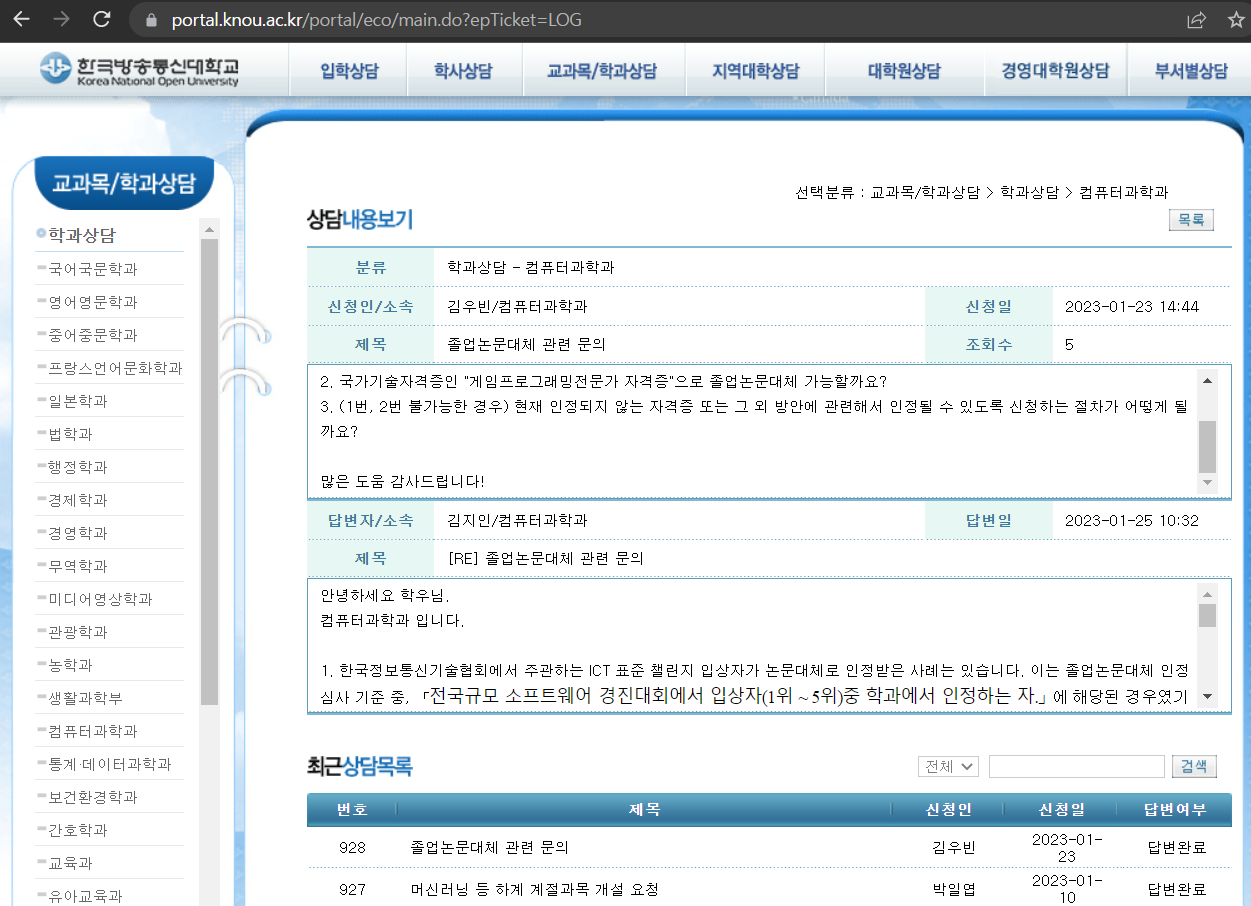 portal.knou.ac.kr/portal/eco/main.do?epTicket=LOG
한국방송통신대학교
Korea National Open University
입학상담 학사상담 교과목/학과상담 지역대학상담 대학원상담 경영대학원상담 부서별상담
교과목/학과상담
학과상담
국어국문학과
영어영문학과
중어중문학과
프랑스언어문화학과
일본학과
법학과
행정학과
경제학과
경영학과
무역학과
미디어영상학과
관광학과
농학과
생활과학부
컴퓨터과학과
통계·데이터과학과
보건환경학과
간호학과
교육과
유아교육과
선택분류 : 교과목/학과상담 > 학과상담 > 컴퓨터과학과
상담내용보기
목록
분류 학과상담 - 컴퓨터과학과
신청인/소속 김우빈/컴퓨터과학과 신청일 2023-01-23 14:44
제목 졸업논문대체 관련 문의 조회수 5
2. 국가기술자격증인 "게임프로그래밍전문가 자격증"으로 졸업논문대체 가능할까요?
3. (1번, 2번 불가능한 경우) 현재 인정되지 않는 자격증 또는 그 외 방안에 관련해서 인정될 수 있도록 신청하는 절차가 어떻게 될
까요?
많은 도움 감사드립니다!
답변자/소속 김지인/컴퓨터과학과 답변일 2023-01-25 10:32
제목 [RE] 졸업논문대체 관련 문의
안녕하세요 학우님.
컴퓨터과학과 입니다.
1. 한국정보통신기술협회에서 주관하는 ICT 표준 챌린지 입상자가 논문대체로 인정받은 사례는 있습니다. 이는 졸업논문대체 인정
심사 기준 중, 「전국규모 소프트웨어 경진대회에서 입상자(1위 ~ 5위)중 학과에서 인정하는 자.」에 해당된 경우였기
최근상담목록
전체 검색
번호 제목 신청인 신청일 답변여부
928 졸업논문대체 관련 문의 김우빈 2023-01-23 답변완료
927 머신러닝 등 하계 계절과목 개설 요청 박일엽 2023-01-10 답변완료